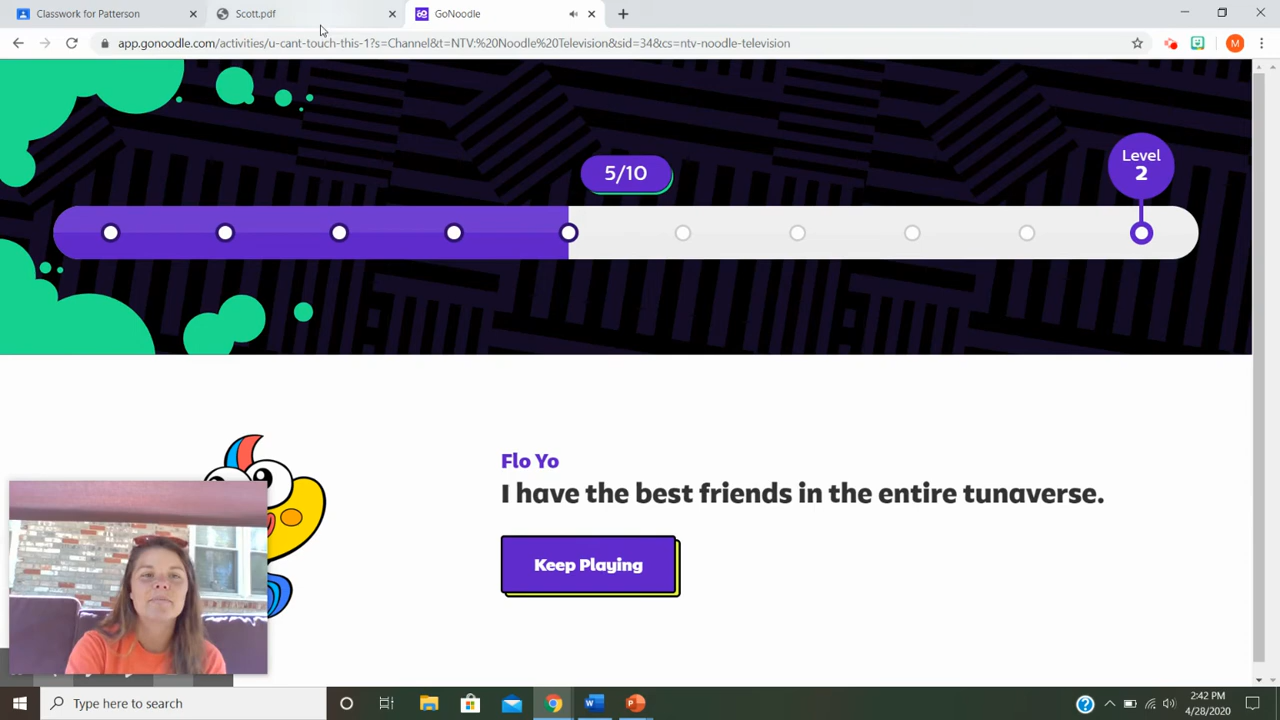 Classwork for Patterson
Scott.pdf
GoNoodle
app.gonoodle.com/activities/u-cant-touch-this-1?s=Channel&t=NTV:%20Noodle%20Television&sid=34&cs=ntv-noodle-television
M
5/10
Level
2
Flo Yo
I have the best friends in the entire tunaverse.
Keep Playing
Type here to search
2:42 PM
4/28/2020